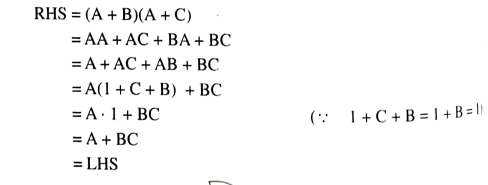 RHS = (A + B)(A + C)
= AA + AC + BA + BC
= A + AC + AB + BC
= A(1 + C + B) + BC
= A · 1 + BC (∵ 1 + C + B = 1 + B = 1)
= A + BC
= LHS